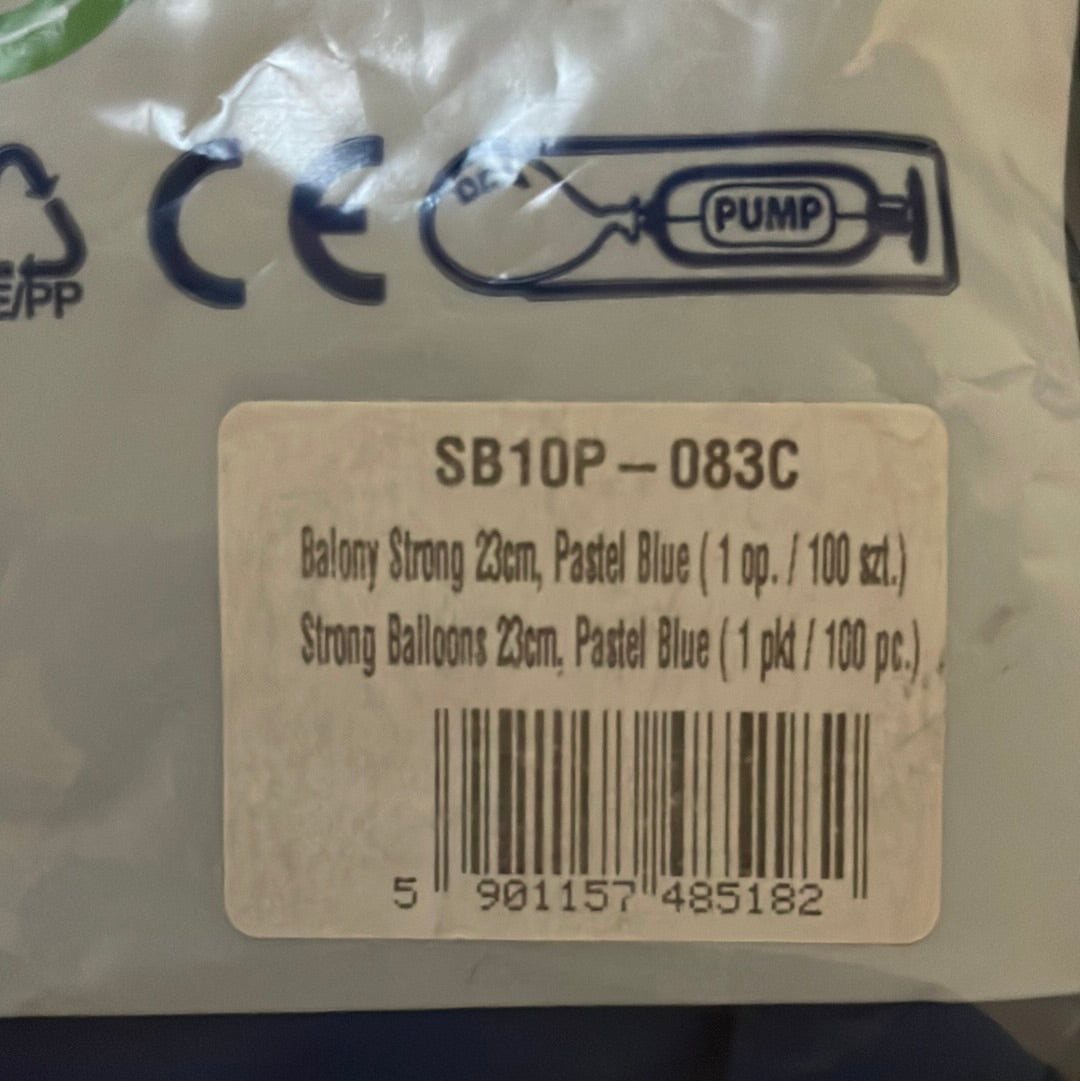 CE
PUMP
E/PP
SB10P – 083C
Balony Strong 23cm, Pastel Blue ( 1 op. / 100 szt.)
Strong Balloons 23cm, Pastel Blue ( 1 pkt / 100 pc.)
5 901157 485182